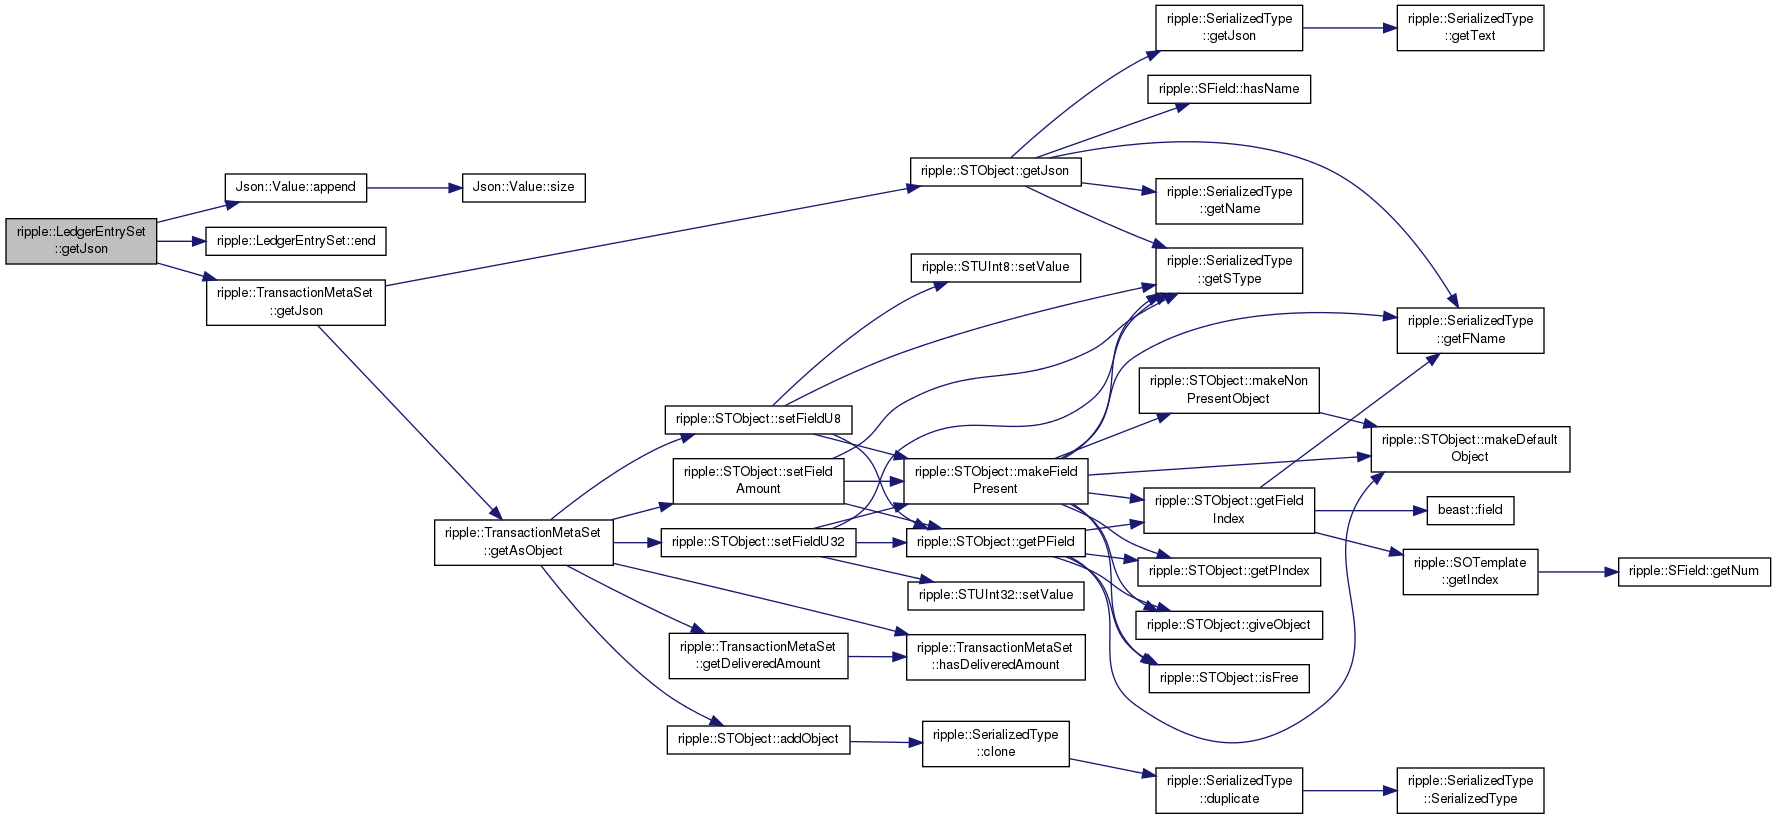 ripple::LedgerEntrySet
::getJson
Json::Value::append
Json::Value::size
ripple::LedgerEntrySet::end
ripple::TransactionMetaSet
::getJson
ripple::TransactionMetaSet
::getAsObject
ripple::STObject::setFieldU8
ripple::STObject::setField
Amount
ripple::STObject::setFieldU32
ripple::TransactionMetaSet
::getDeliveredAmount
ripple::STObject::addObject
ripple::STObject::getJson
ripple::STUInt8::setValue
ripple::STObject::makeField
Present
ripple::STObject::getPField
ripple::STUInt32::setValue
ripple::TransactionMetaSet
::hasDeliveredAmount
ripple::SerializedType
::clone
ripple::SerializedType
::getJson
ripple::SField::hasName
ripple::SerializedType
::getName
ripple::SerializedType
::getSType
ripple::STObject::makeNon
PresentObject
ripple::STObject::getField
Index
ripple::STObject::getPIndex
ripple::STObject::giveObject
ripple::STObject::isFree
ripple::SerializedType
::duplicate
ripple::SerializedType
::getText
ripple::SerializedType
::getFName
ripple::STObject::makeDefault
Object
beast::field
ripple::SOTemplate
::getIndex
ripple::SField::getNum
ripple::SerializedType
::SerializedType